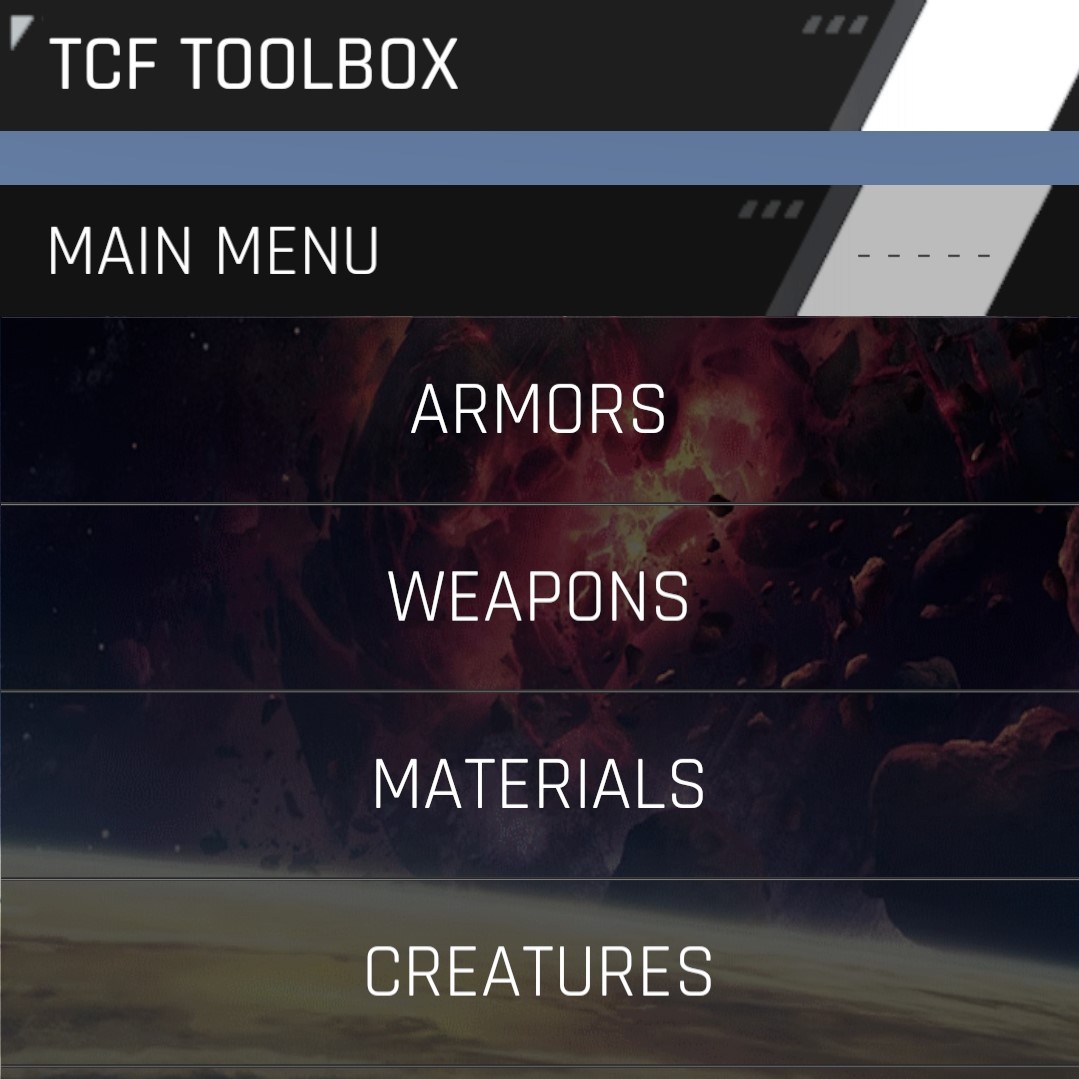 TCF TOOLBOX
MAIN MENU
- - - - -
ARMORS
WEAPONS
MATERIALS
CREATURES